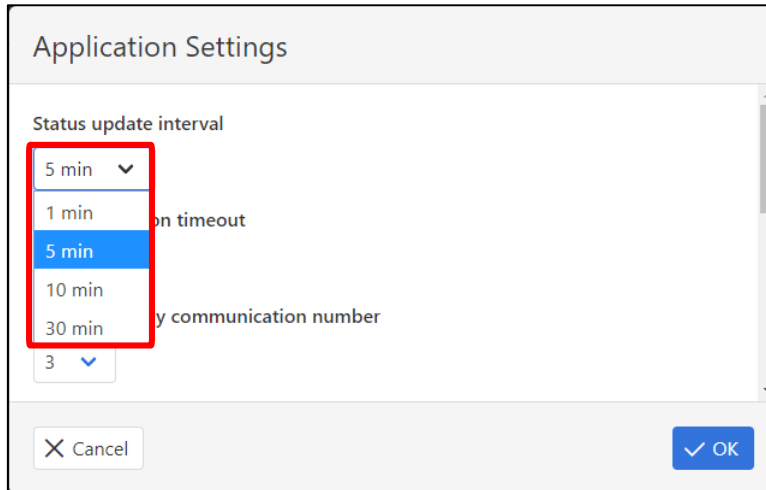 Application Settings
Status update interval
5 min
1 min
on timeout
5 min
10 min
y communication number
30 min
3
Cancel
OK